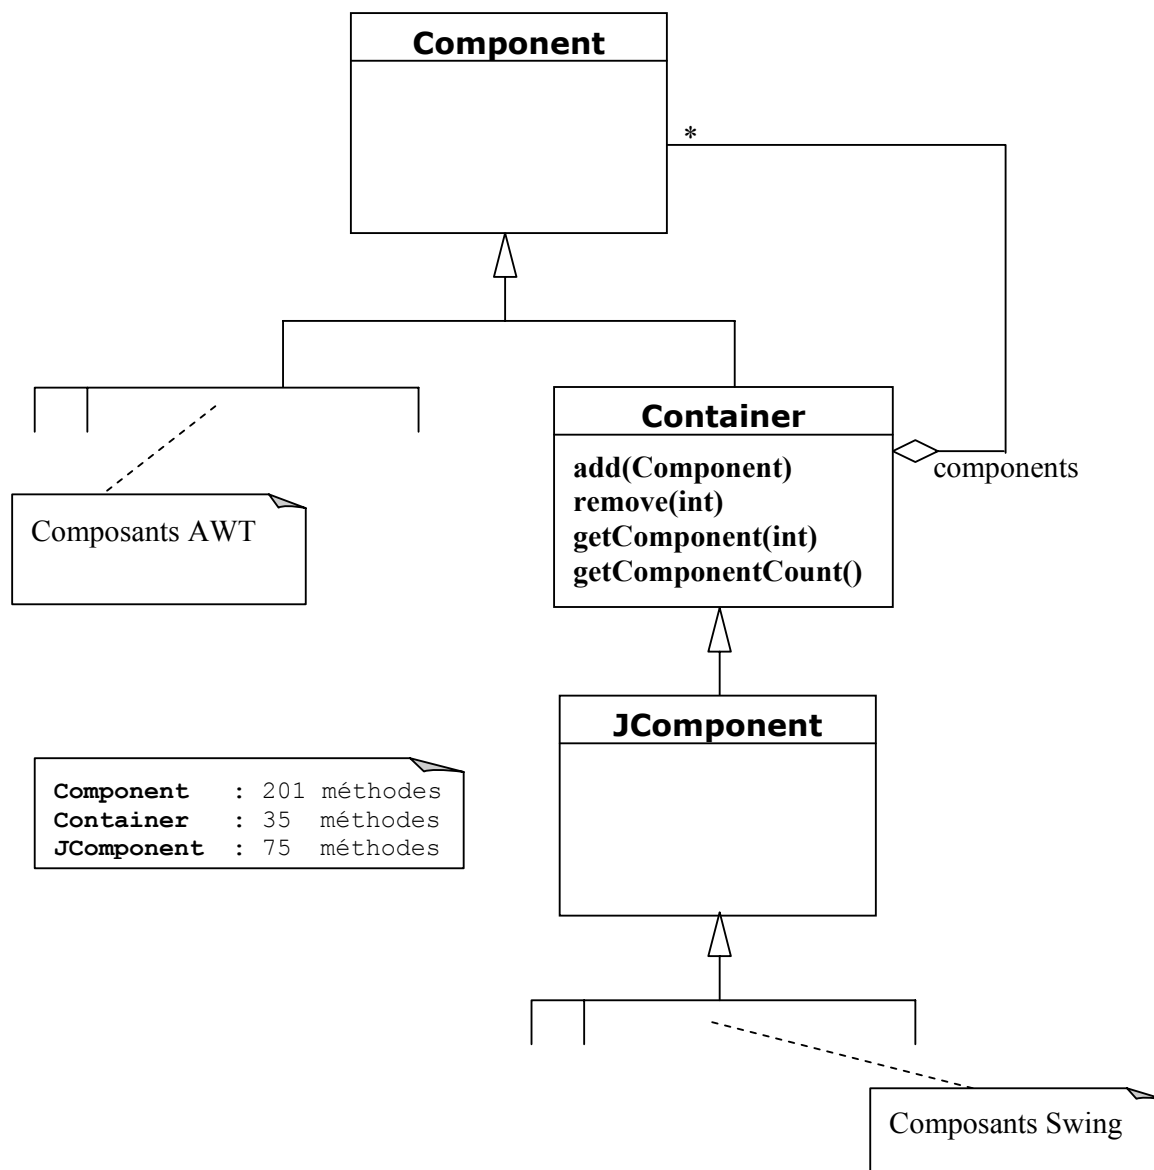 Component
*
Container
add(Component)
remove(int)
getComponent(int)
getComponentCount()
components
Composants AWT
JComponent
Component : 201 méthodes
Container : 35 méthodes
JComponent : 75 méthodes
Composants Swing